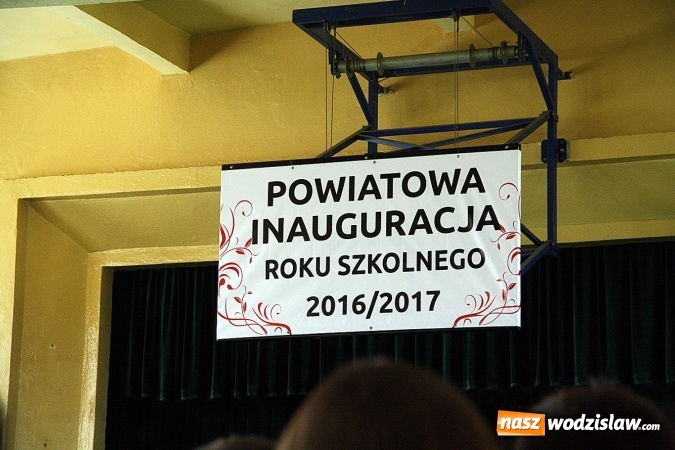 POWIATOWA
INAUGURACJA
ROKU SZKOLNEGO
2016/2017
nasz wodzislaw.com